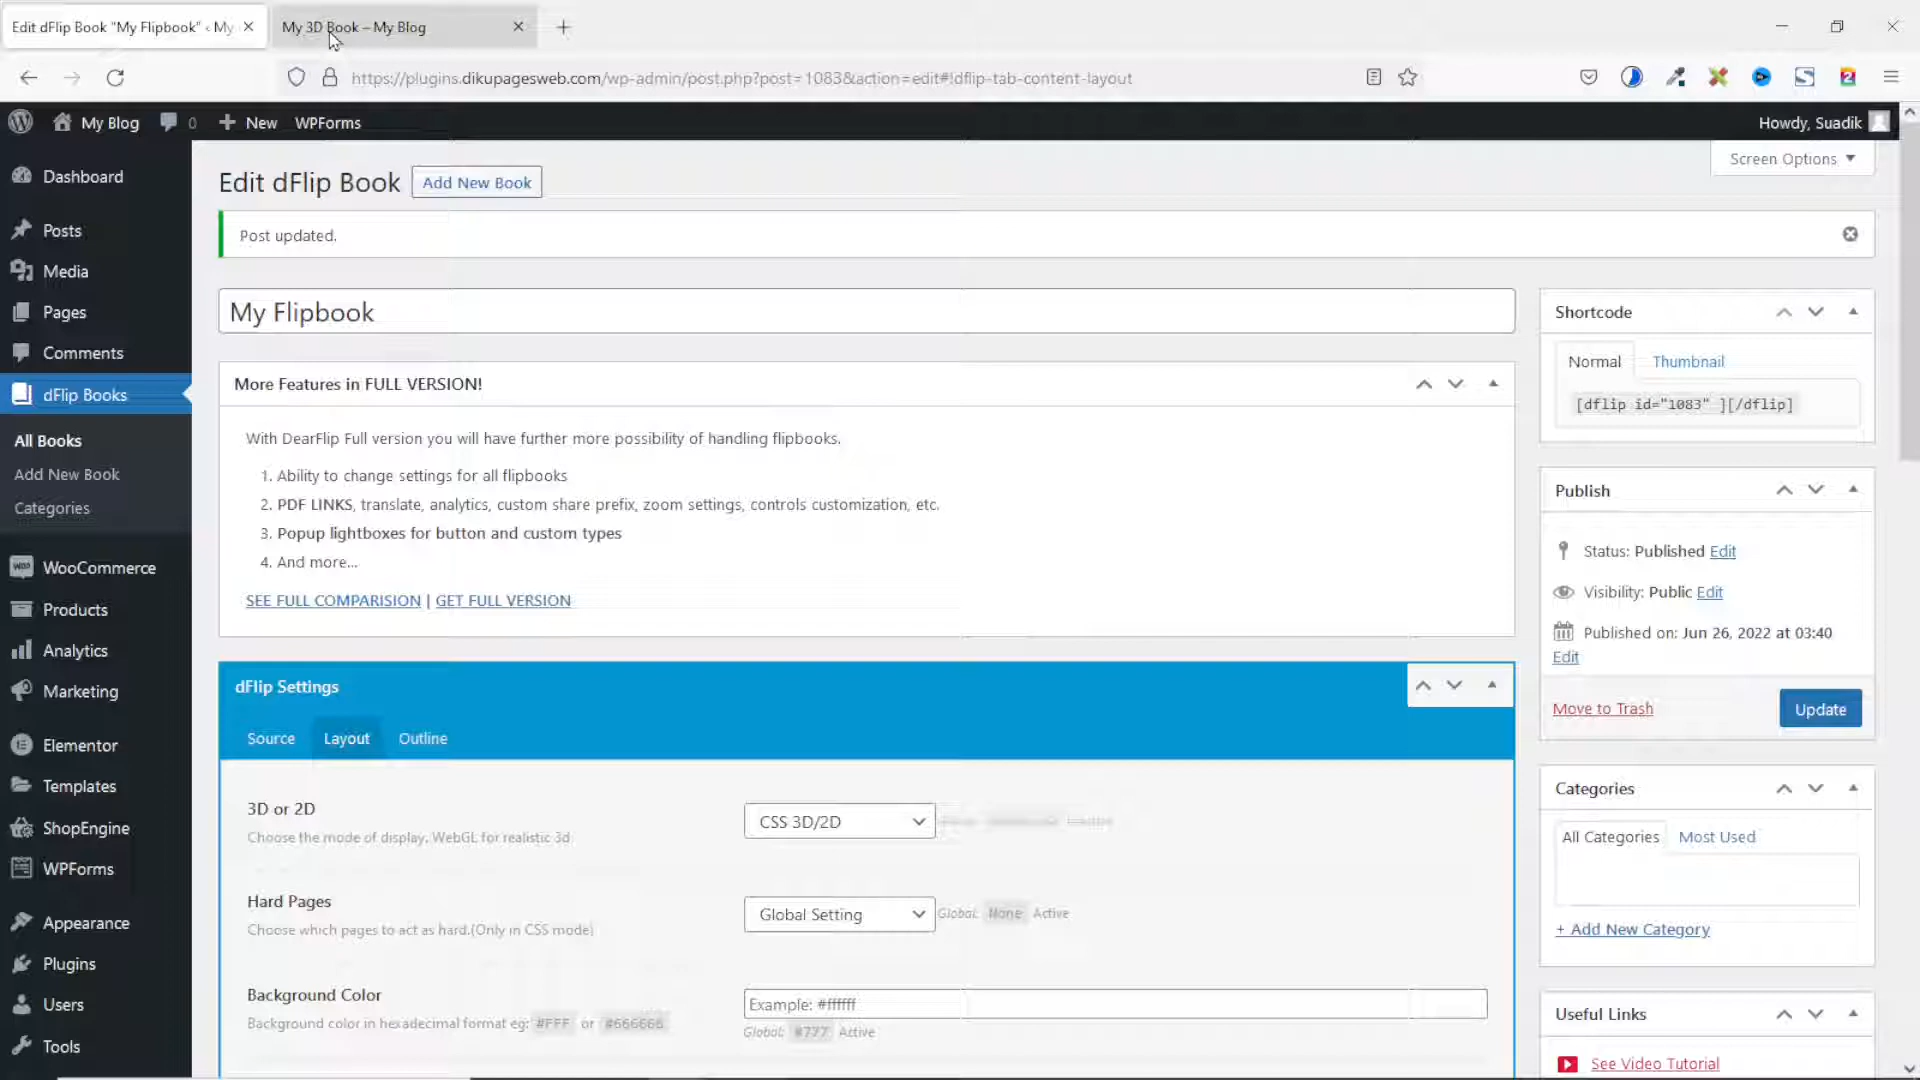 Edit dFlip Book "My Flipbook" ‹ My
My 3D Book – My Blog
https://plugins.dikupagesweb.com/wp-admin/post.php?post=1083&action=edit#!dflip-tab-content-layout
My Blog
0
New
WPForms
Howdy, Suadik
Screen Options
Dashboard
Posts
Media
Pages
Comments
dFlip Books
All Books
Add New Book
Categories
WooCommerce
Products
Analytics
Marketing
Elementor
Templates
ShopEngine
WPForms
Appearance
Plugins
Users
Tools
Edit dFlip Book
Add New Book
Post updated.
My Flipbook
More Features in FULL VERSION!
With DearFlip Full version you will have further more possibility of handling flipbooks.
1. Ability to change settings for all flipbooks
2. PDF LINKS, translate, analytics, custom share prefix, zoom settings, controls customization, etc.
3. Popup lightboxes for button and custom types
4. And more...
SEE FULL COMPARISION | GET FULL VERSION
dFlip Settings
Source
Layout
Outline
3D or 2D
Choose the mode of display. WebGL for realistic 3d
CSS 3D/2D
Hard Pages
Choose which pages to act as hard.(Only in CSS mode)
Global Setting
Global: None Active
Background Color
Background color in hexadecimal format eg: #FFF or #666666
Example: #ffffff
Global: #777 Active
Shortcode
Normal
Thumbnail
[dflip id="1083" ][/dflip]
Publish
Status: Published Edit
Visibility: Public Edit
Published on: Jun 26, 2022 at 03:40
Edit
Move to Trash
Update
Categories
All Categories
Most Used
+ Add New Category
Useful Links
See Video Tutorial